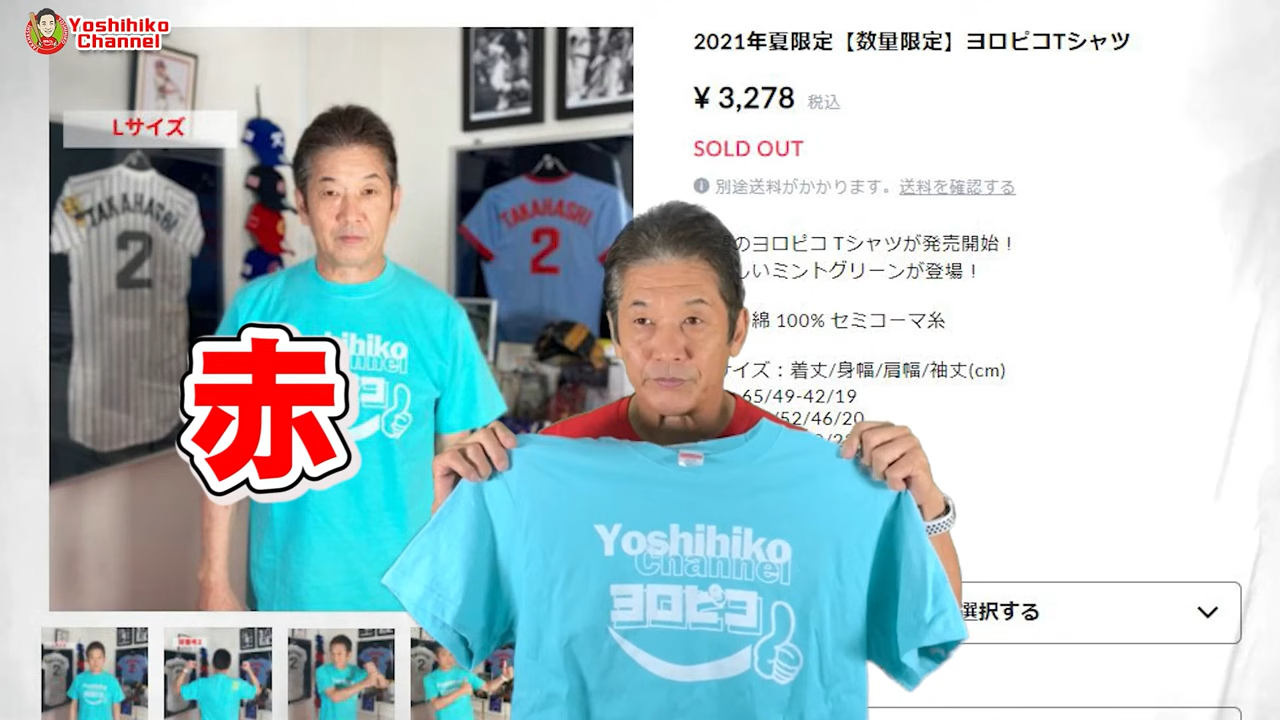 Yoshihiko
Channel
Lサイズ
TAKAHASHI
2
TAKAHASHI
2
赤
2021年夏限定【数量限定】ヨロピコTシャツ
¥ 3,278 税込
SOLD OUT
別途送料がかかります。送料を確認する
のヨロピコTシャツが発売開始！
しいミントグリーンが登場！
綿 100% セミコーマ糸
イズ：着丈/身幅/肩幅/袖丈(cm)
65/49-42/19
/52/46/20
選択する
Yoshihiko
Channel
ヨロピコ